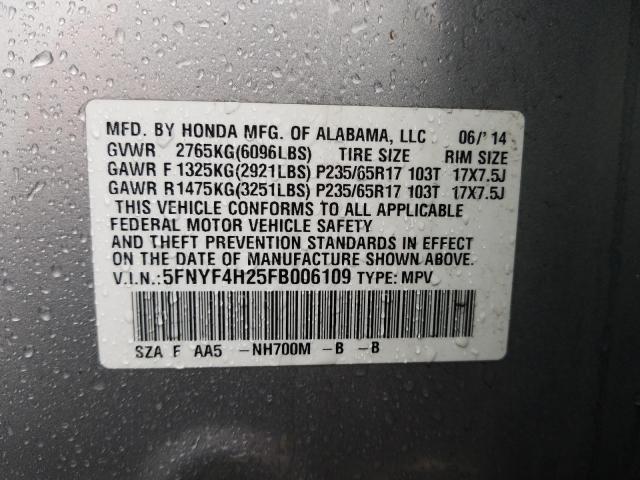 MFD. BY HONDA MFG. OF ALABAMA, LLC 06/'14
GVWR 2765KG(6096LBS) TIRE SIZE RIM SIZE
GAWR F 1325KG(2921LBS) P235/65R17 103T 17X7.5J
GAWR R1475KG(3251LBS) P235/65R17 103T 17X7.5J
THIS VEHICLE CONFORMS TO ALL APPLICABLE
FEDERAL MOTOR VEHICLE SAFETY
AND THEFT PREVENTION STANDARDS IN EFFECT
ON THE DATE OF MANUFACTURE SHOWN ABOVE.
V.I.N.: 5FNYF4H25FB006109 TYPE: MPV
SZA F AA5 -NH700M -B -B